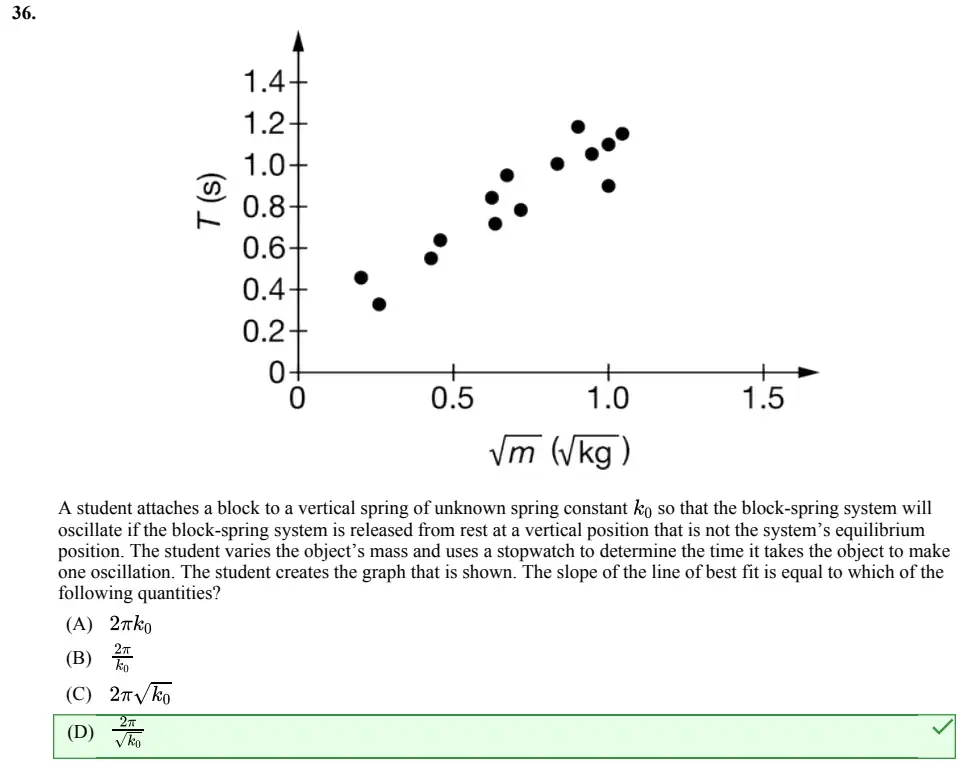 36.
1.4
1.2
1.0
0.8
0.6
0.4
0.2
0
T (s)
0 0.5 1.0 1.5
√m (√kg)
A student attaches a block to a vertical spring of unknown spring constant k₀ so that the block-spring system will
oscillate if the block-spring system is released from rest at a vertical position that is not the system’s equilibrium
position. The student varies the object’s mass and uses a stopwatch to determine the time it takes the object to make
one oscillation. The student creates the graph that is shown. The slope of the line of best fit is equal to which of the
following quantities?
(A) 2πk₀
(B) 2π/k₀
(C) 2π√k₀
(D) 2π/√k₀